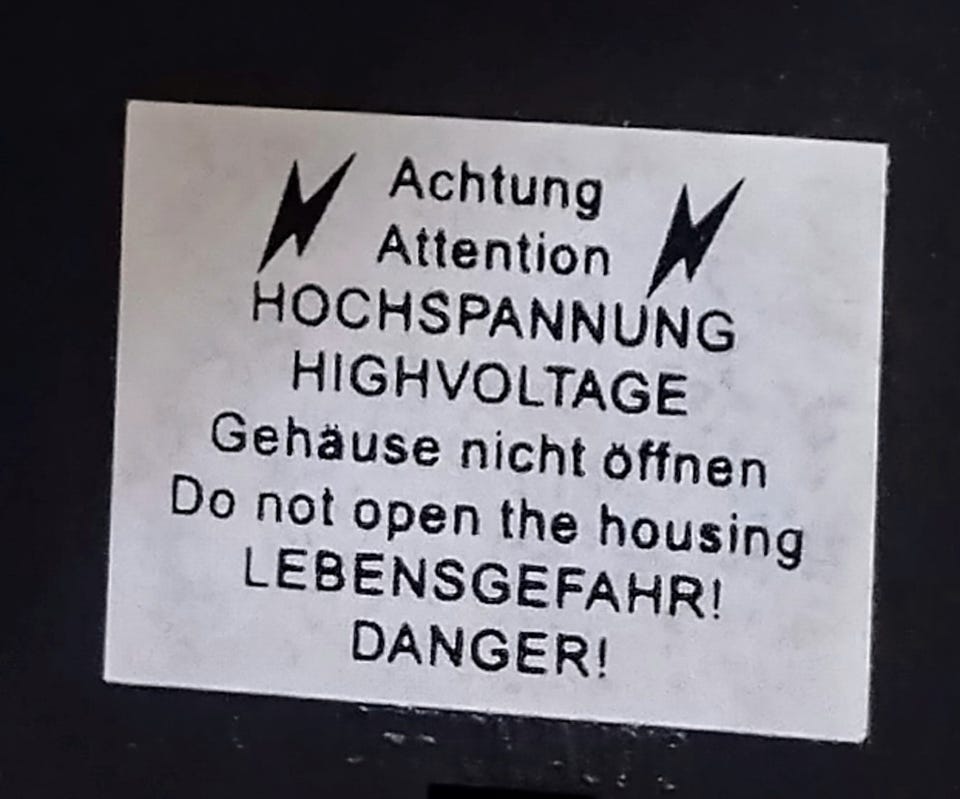 Achtung
Attention
HOCHSPANNUNG
HIGHVOLTAGE
Gehäuse nicht öffnen
Do not open the housing
LEBENSGEFAHR!
DANGER!